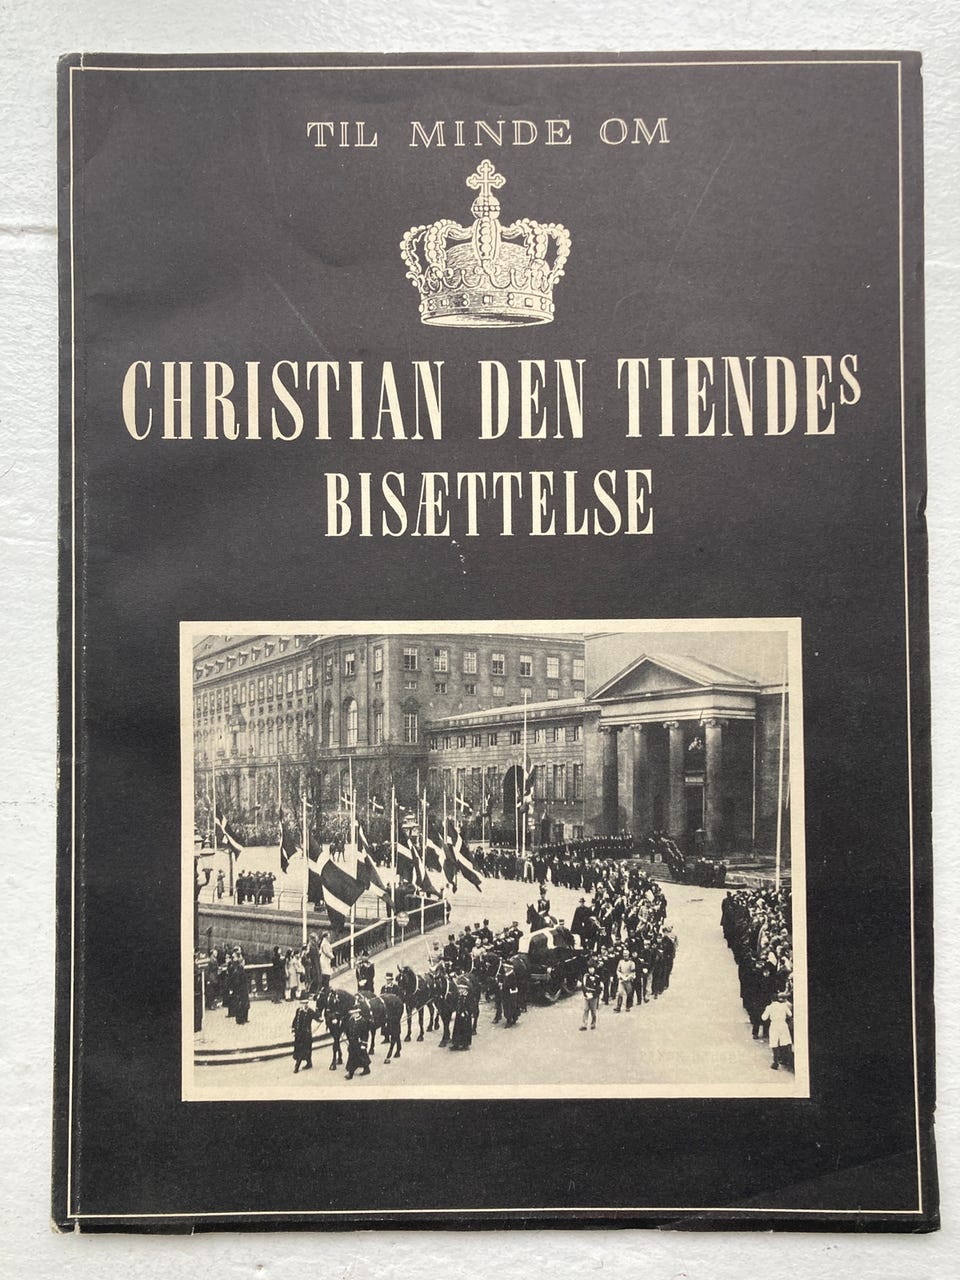 TIL MINDE OM
CHRISTIAN DEN TIENDES
BISÆTTELSE